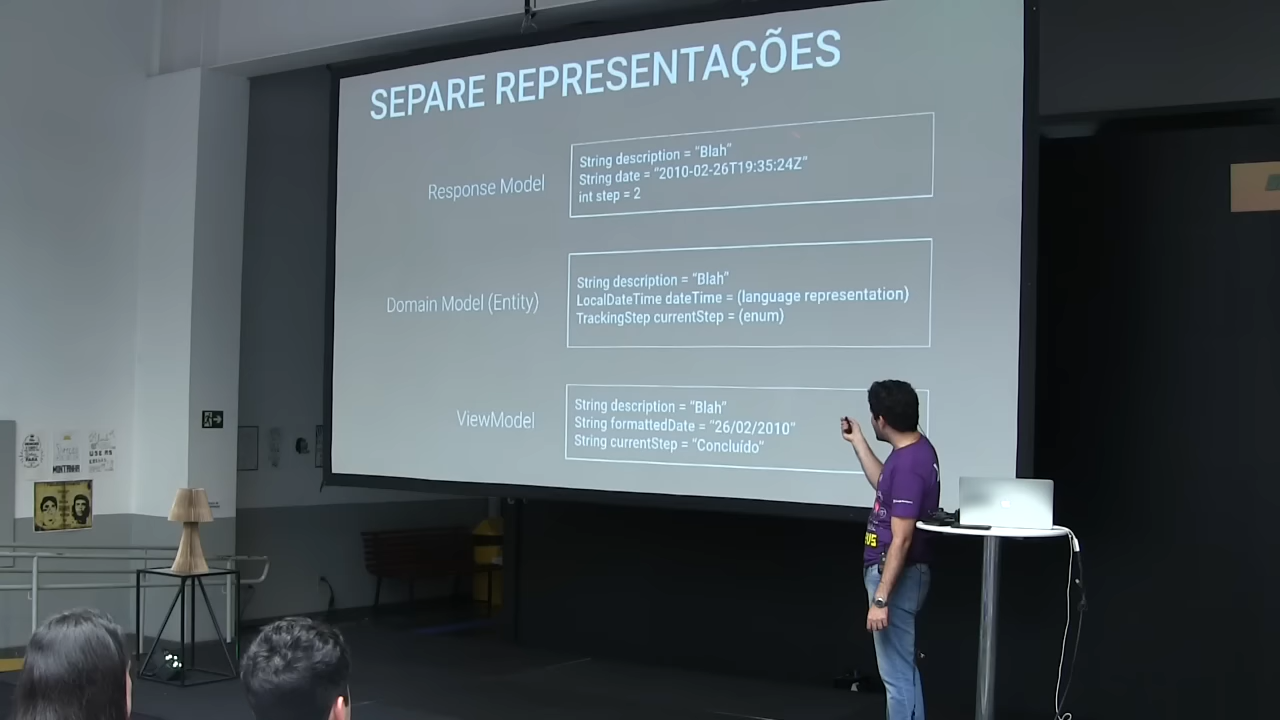 SEPARE REPRESENTAÇÕES
Response Model
String description = "Blah"
String date = "2010-02-26T19:35:24Z"
int step = 2
Domain Model (Entity)
String description = "Blah"
LocalDateTime dateTime = (language representation)
TrackingStep currentStep = (enum)
ViewModel
String description = "Blah"
String formattedDate = "26/02/2010"
String currentStep = "Concluído"